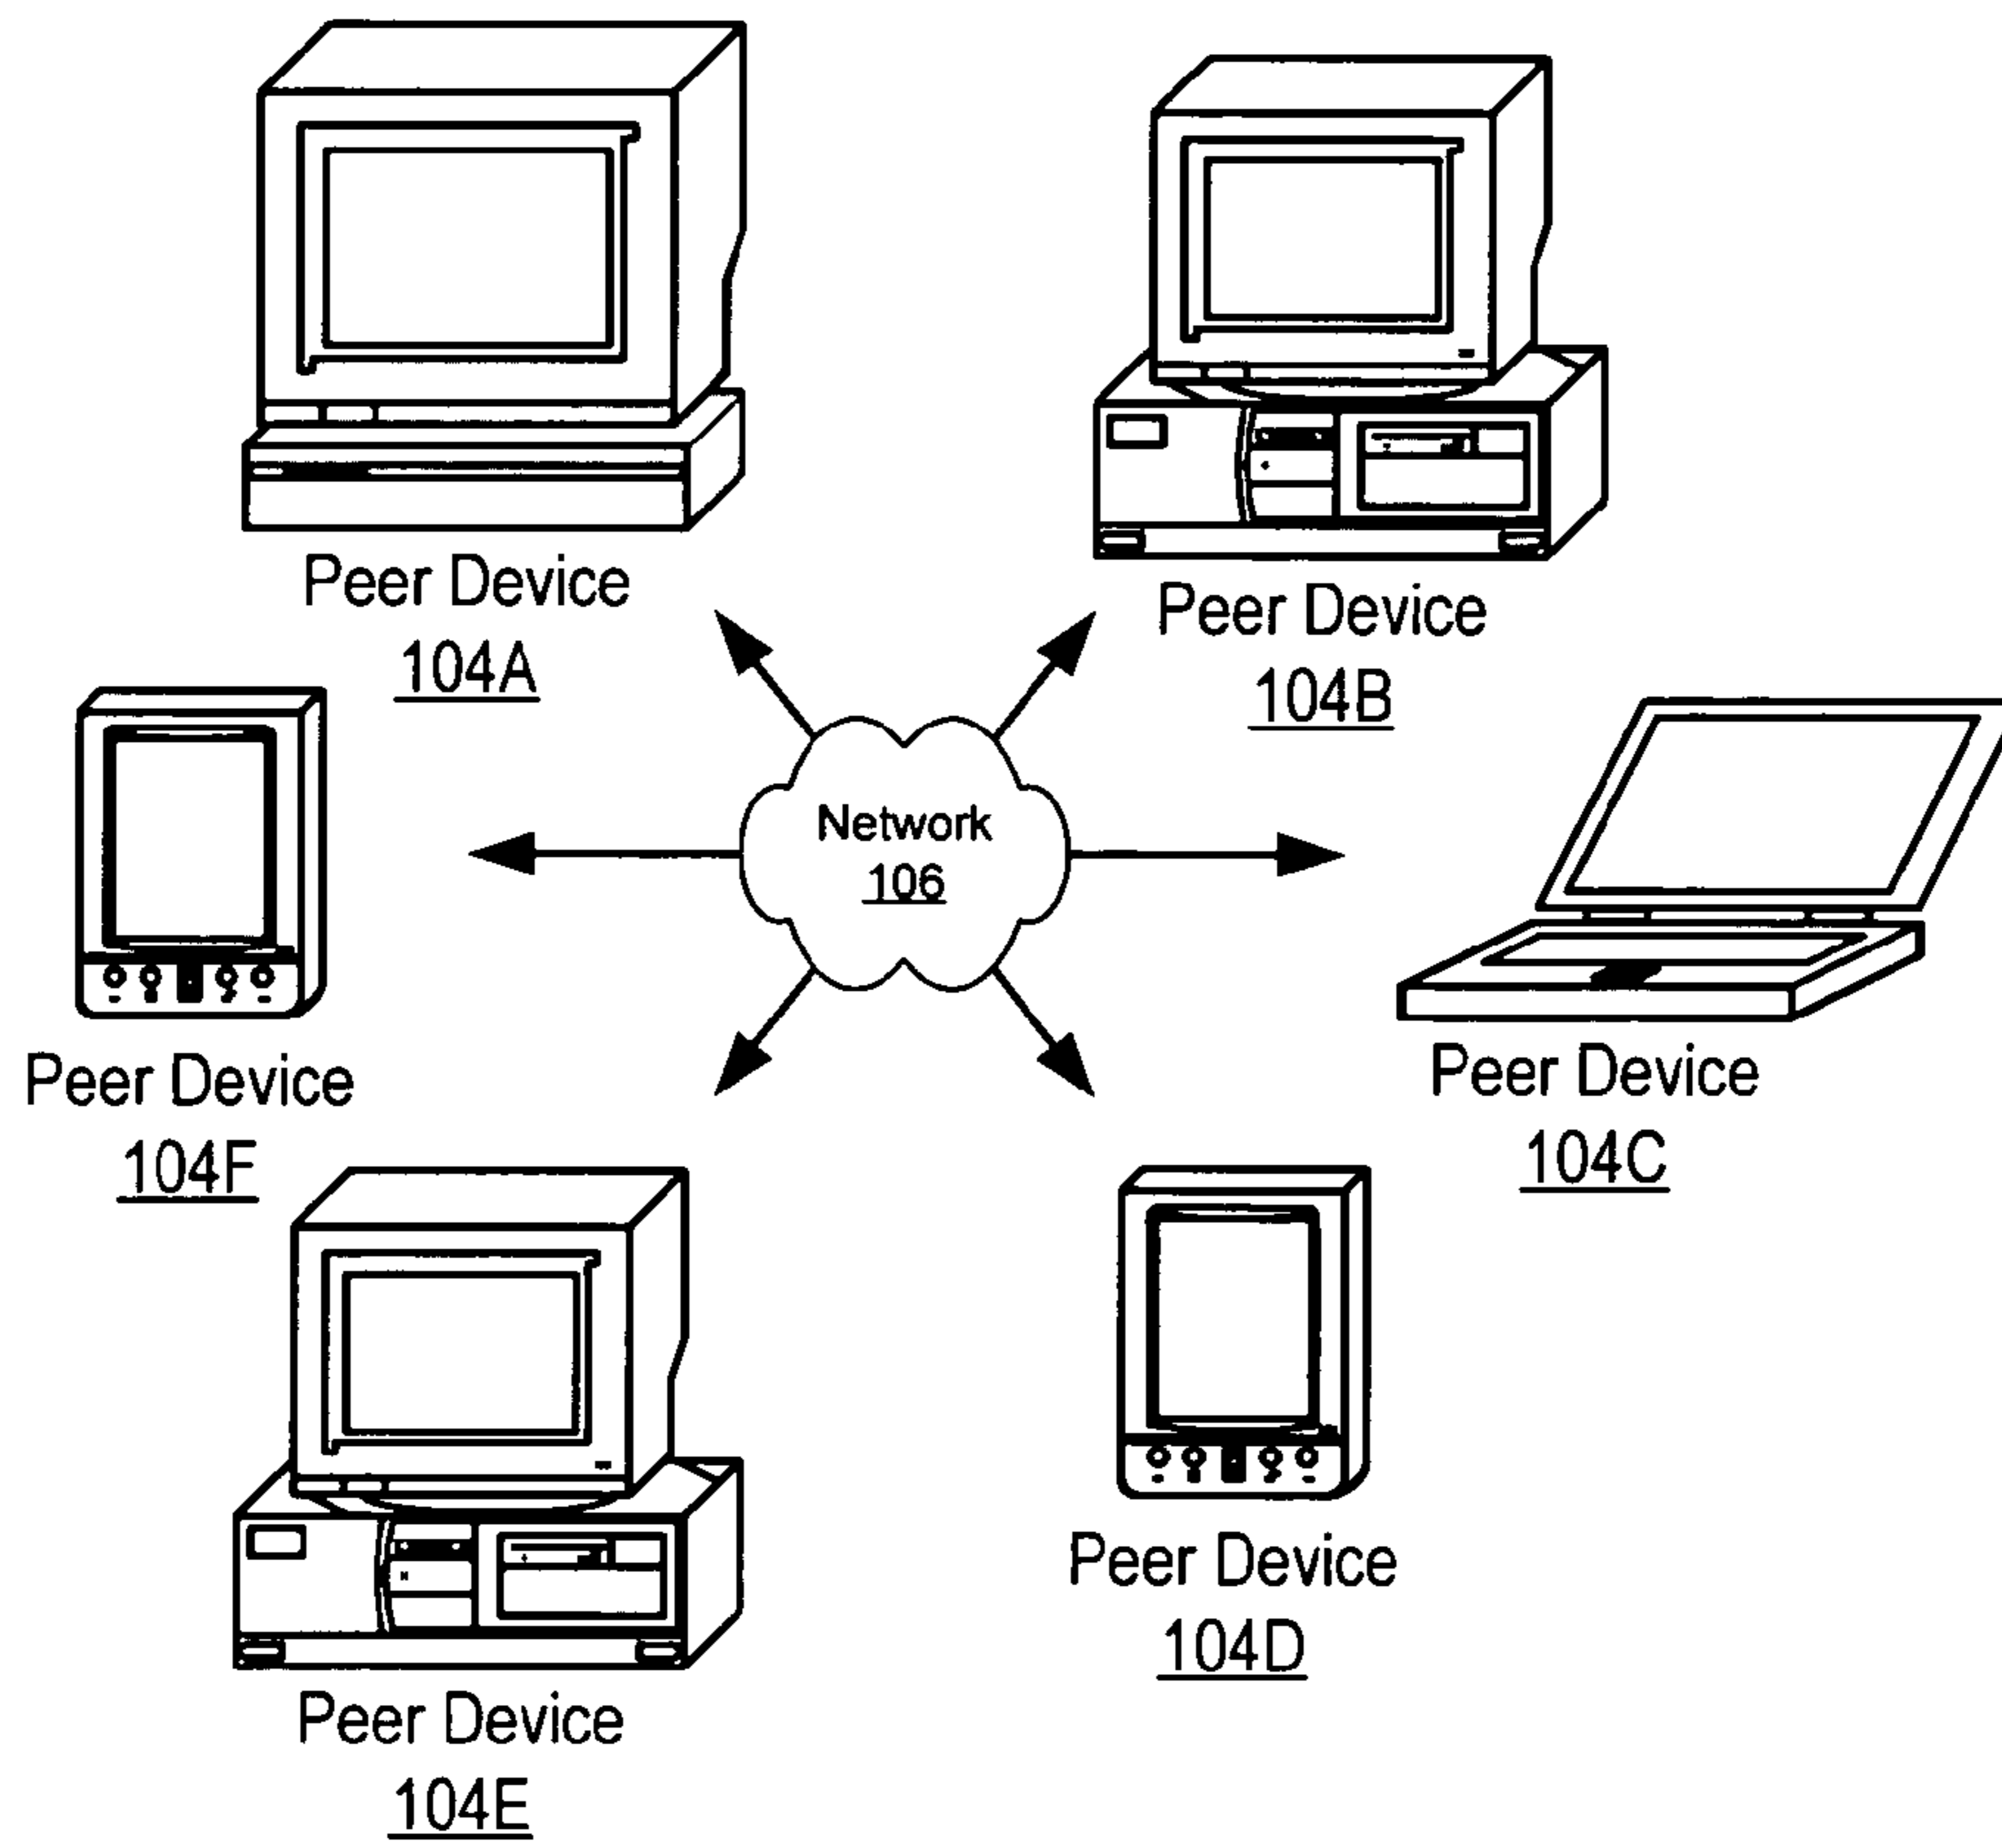 Peer Device
104A
Peer Device
104B
Network
106
Peer Device
104F
Peer Device
104C
Peer Device
104D
Peer Device
104E